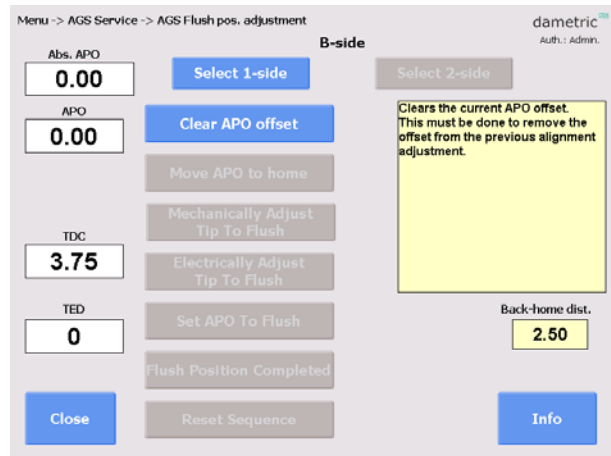 Menu -> AGS Service -> AGS Flush pos. adjustment
dametric
Auth.: Admin.
B-side
Abs. APO
0.00
Select 1-side
Select 2-side
APO
0.00
Clear APO offset
Clears the current APO offset.
This must be done to remove the
offset from the previous alignment
adjustment.
Move APO to home
Mechanically Adjust
Tip To Flush
TDC
3.75
Electrically Adjust
Tip To Flush
TED
0
Set APO To Flush
Back-home dist.
2.50
Flush Position Completed
Close
Reset Sequence
Info